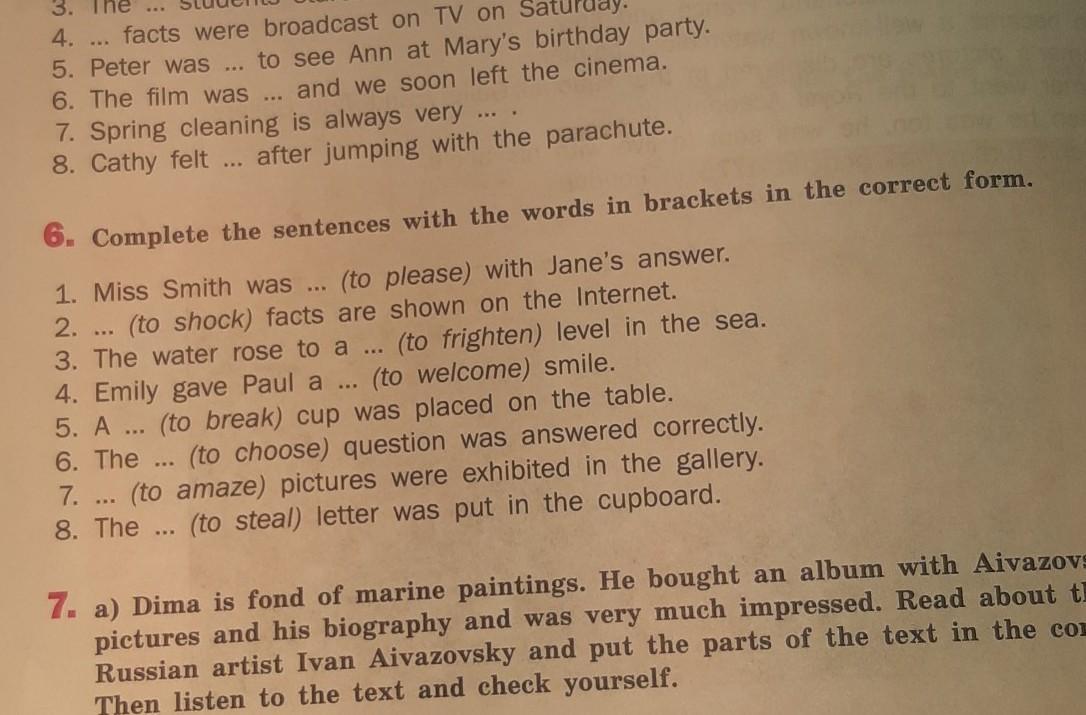 3. The ... students
4. ... facts were broadcast on TV on Saturday.
5. Peter was ... to see Ann at Mary's birthday party.
6. The film was ... and we soon left the cinema.
7. Spring cleaning is always very ... .
8. Cathy felt ... after jumping with the parachute.
6. Complete the sentences with the words in brackets in the correct form.
1. Miss Smith was ... (to please) with Jane's answer.
2. ... (to shock) facts are shown on the Internet.
3. The water rose to a ... (to frighten) level in the sea.
4. Emily gave Paul a ... (to welcome) smile.
5. A ... (to break) cup was placed on the table.
6. The ... (to choose) question was answered correctly.
7. ... (to amaze) pictures were exhibited in the gallery.
8. The ... (to steal) letter was put in the cupboard.
7. a) Dima is fond of marine paintings. He bought an album with Aivazovs
pictures and his biography and was very much impressed. Read about
Russian artist Ivan Aivazovsky and put the parts of the text in the
Then listen to the text and check yourself.